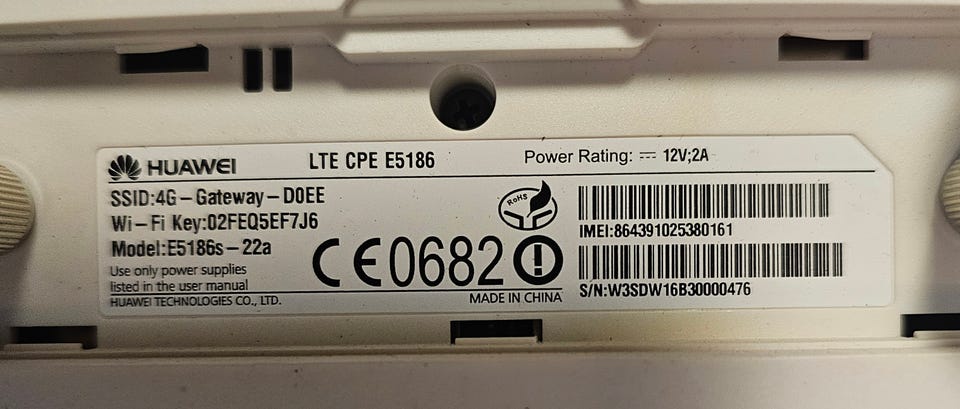 HUAWEI LTE CPE E5186 Power Rating: ⎓ 12V;2A
SSID:4G-Gateway-D0EE
Wi-Fi Key:02FEQ5EF7J6
Model:E5186s-22a
Use only power supplies
listed in the user manual
HUAWEI TECHNOLOGIES CO., LTD.
RoHS
CE0682
MADE IN CHINA
IMEI:864391025380161
S/N:W3SDW16B30000476